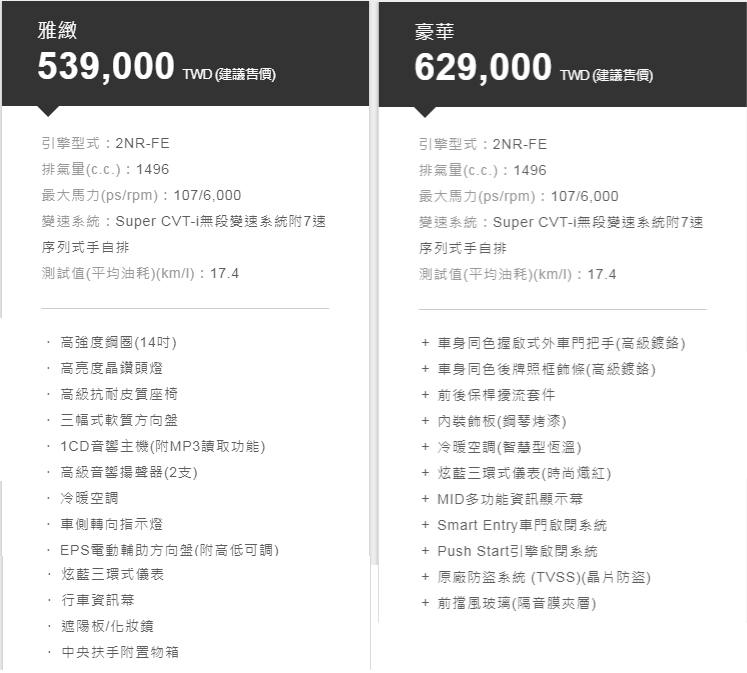 雅緻
539,000 TWD (建議售價)
引擎型式：2NR-FE
排氣量(c.c.)：1496
最大馬力(ps/rpm)：107/6,000
變速系統：Super CVT-i無段變速系統附7速
序列式手自排
測試值(平均油耗)(km/l)：17.4
· 高強度鋼圈(14吋)
· 高亮度晶鑽頭燈
· 高級抗耐皮質座椅
· 三幅式軟質方向盤
· 1CD音響主機(附MP3讀取功能)
· 高級音響揚聲器(2支)
· 冷暖空調
· 車側轉向指示燈
· EPS電動輔助方向盤(附高低可調)
· 炫藍三環式儀表
· 行車資訊幕
· 遮陽板/化妝鏡
· 中央扶手附置物箱
豪華
629,000 TWD (建議售價)
引擎型式：2NR-FE
排氣量(c.c.)：1496
最大馬力(ps/rpm)：107/6,000
變速系統：Super CVT-i無段變速系統附7速
序列式手自排
測試值(平均油耗)(km/l)：17.4
+ 車身同色握啟式外車門把手(高級鍍鉻)
+ 車身同色後牌照框飾條(高級鍍鉻)
+ 前後保桿擾流套件
+ 內裝飾板(鋼琴烤漆)
+ 冷暖空調(智慧型恆溫)
+ 炫藍三環式儀表(時尚熾紅)
+ MID多功能資訊顯示幕
+ Smart Entry車門啟閉系統
+ Push Start引擎啟閉系統
+ 原廠防盜系統 (TVSS)(晶片防盜)
+ 前擋風玻璃(隔音膜夾層)